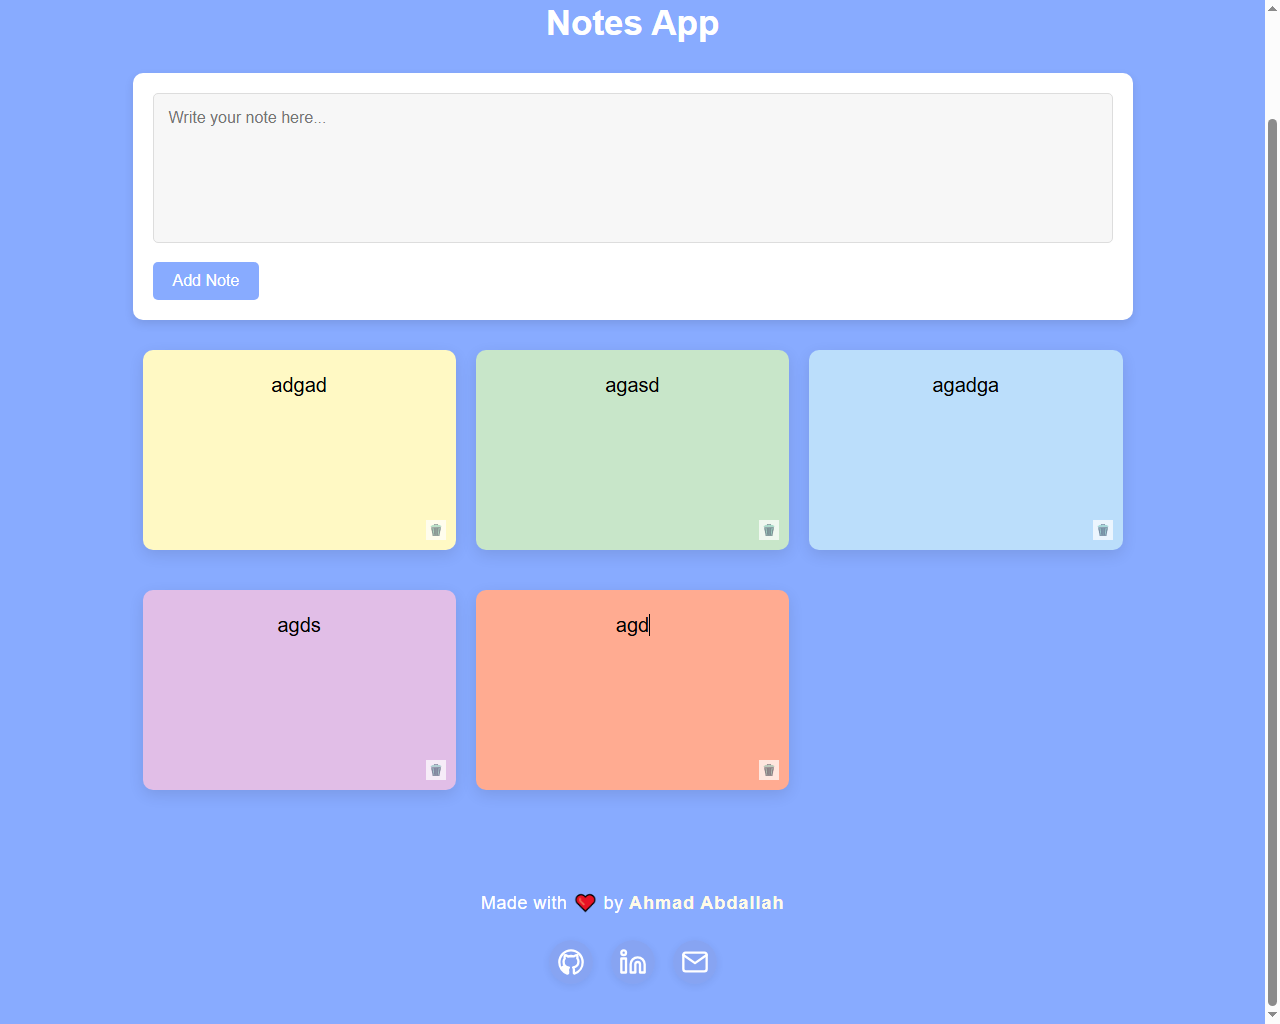 Notes App
Write your note here...
Add Note
adgad
agasd
agadga
agds
agd
Made with ❤️ by Ahmad Abdallah